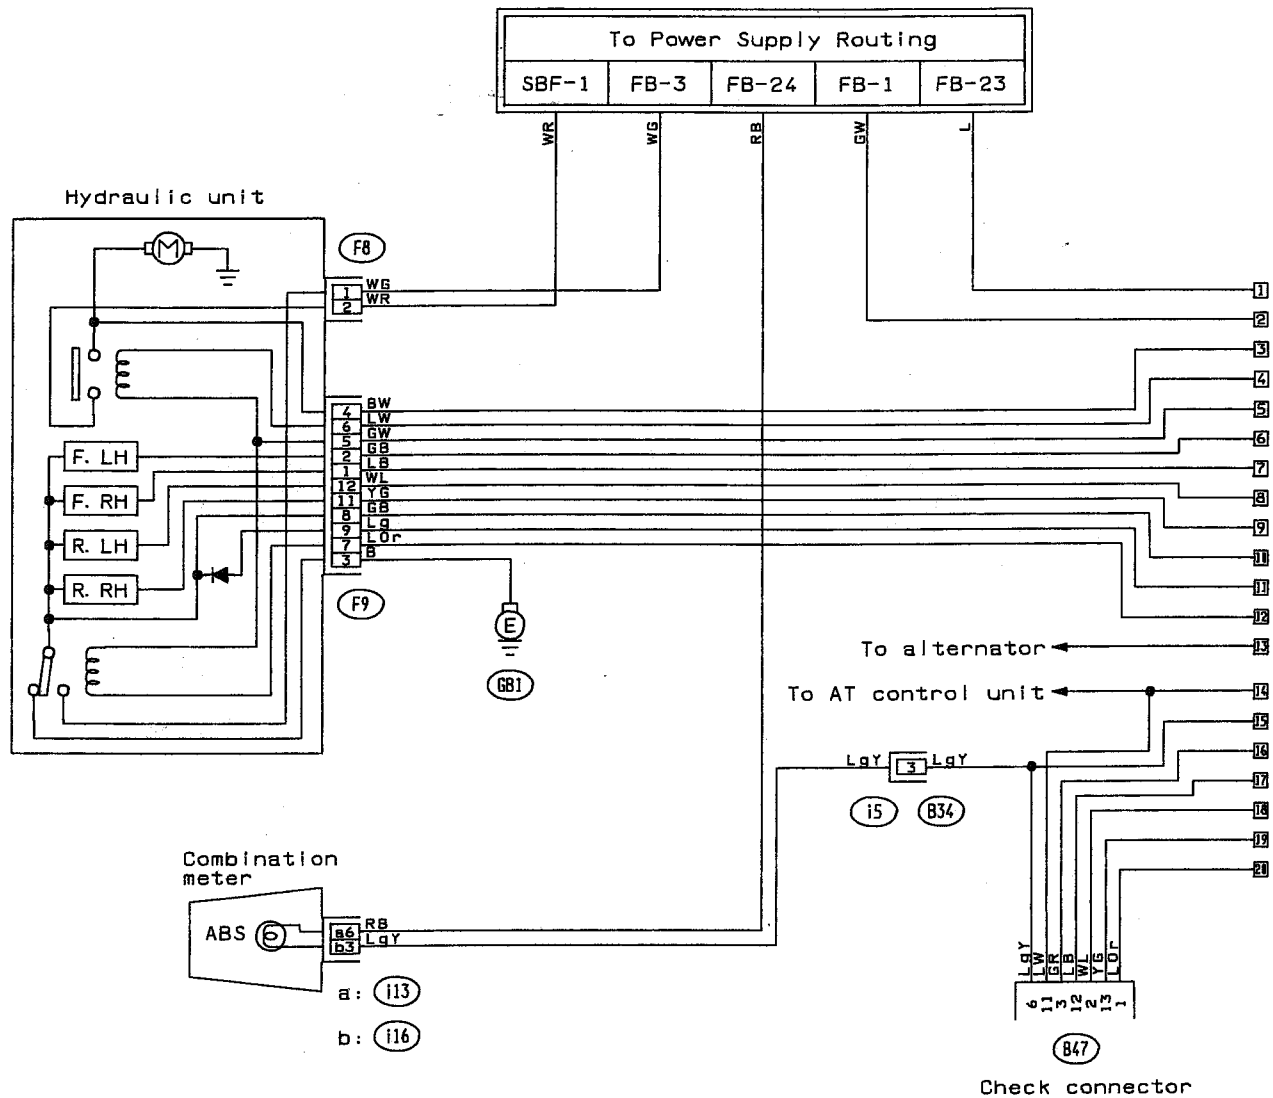 To Power Supply Routing
SBF-1 FB-3 FB-24 FB-1 FB-23
WR WG RB GW L
Hydraulic unit
M
F8
1 WG
2 WR
4 BW
6 LW
5 GW
2 GB
1 LB
12 WL
11 YG
8 GB
9 Lg
7 LOr
3 B
F. LH
F. RH
R. LH
R. RH
F9
E
GB1
1
2
3
4
5
6
7
8
9
10
11
12
To alternator 13
To AT control unit 14
15
16
17
18
19
20
LgY 3 LgY
i5 B34
Combination
meter
ABS
a6 RB
b3 LgY
a: i13
b: i16
LgY LW GR LB WL YG LOr
6 11 3 12 2 13 1
B47
Check connector